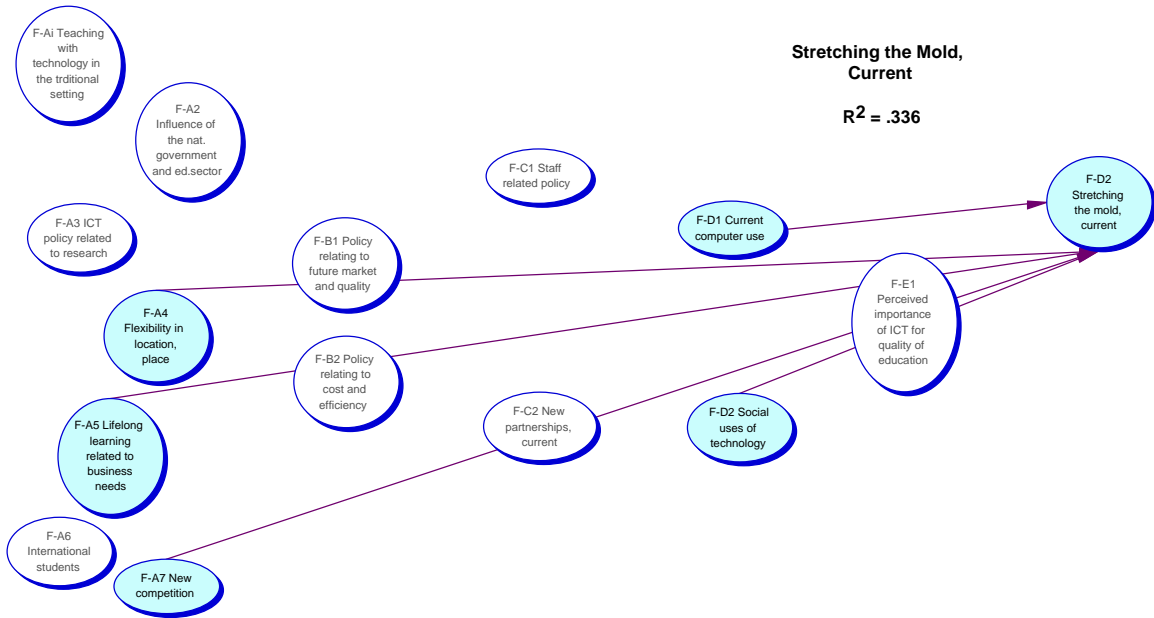 F-Ai Teaching
with
technology in
the trditional
setting
Stretching the Mold,
Current
R2 = .336
F-A2
Influence of
the nat.
government
and ed.sector
F-C1 Staff
related policy
F-D2
Stretching
the mold,
current
F-A3 ICT
policy related
to research
F-B1 Policy
relating to
future market
and quality
F-D1 Current
computer use
F-E1
Perceived
importance
of ICT for
quality of
education
F-A4
Flexibility in
location,
place
F-B2 Policy
relating to
cost and
efficiency
F-C2 New
partnerships,
current
F-D2 Social
uses of
technology
F-A5 Lifelong
learning
related to
business
needs
F-A6
International
students
F-A7 New
competition